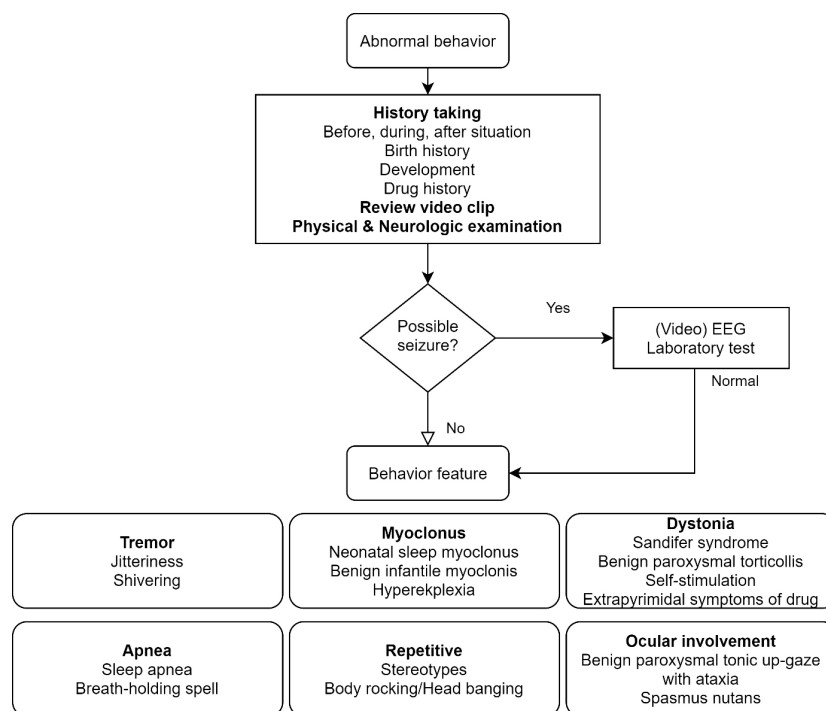 Abnormal behavior
History taking
Before, during, after situation
Birth history
Development
Drug history
Review video clip
Physical & Neurologic examination
Possible
seizure?
Yes
(Video) EEG
Laboratory test
Normal
No
Behavior feature
Tremor
Jitteriness
Shivering
Myoclonus
Neonatal sleep myoclonus
Benign infantile myoclonis
Hyperekplexia
Dystonia
Sandifer syndrome
Benign paroxysmal torticollis
Self-stimulation
Extrapyrimidal symptoms of drug
Apnea
Sleep apnea
Breath-holding spell
Repetitive
Stereotypes
Body rocking/Head banging
Ocular involvement
Benign paroxysmal tonic up-gaze
with ataxia
Spasmus nutans